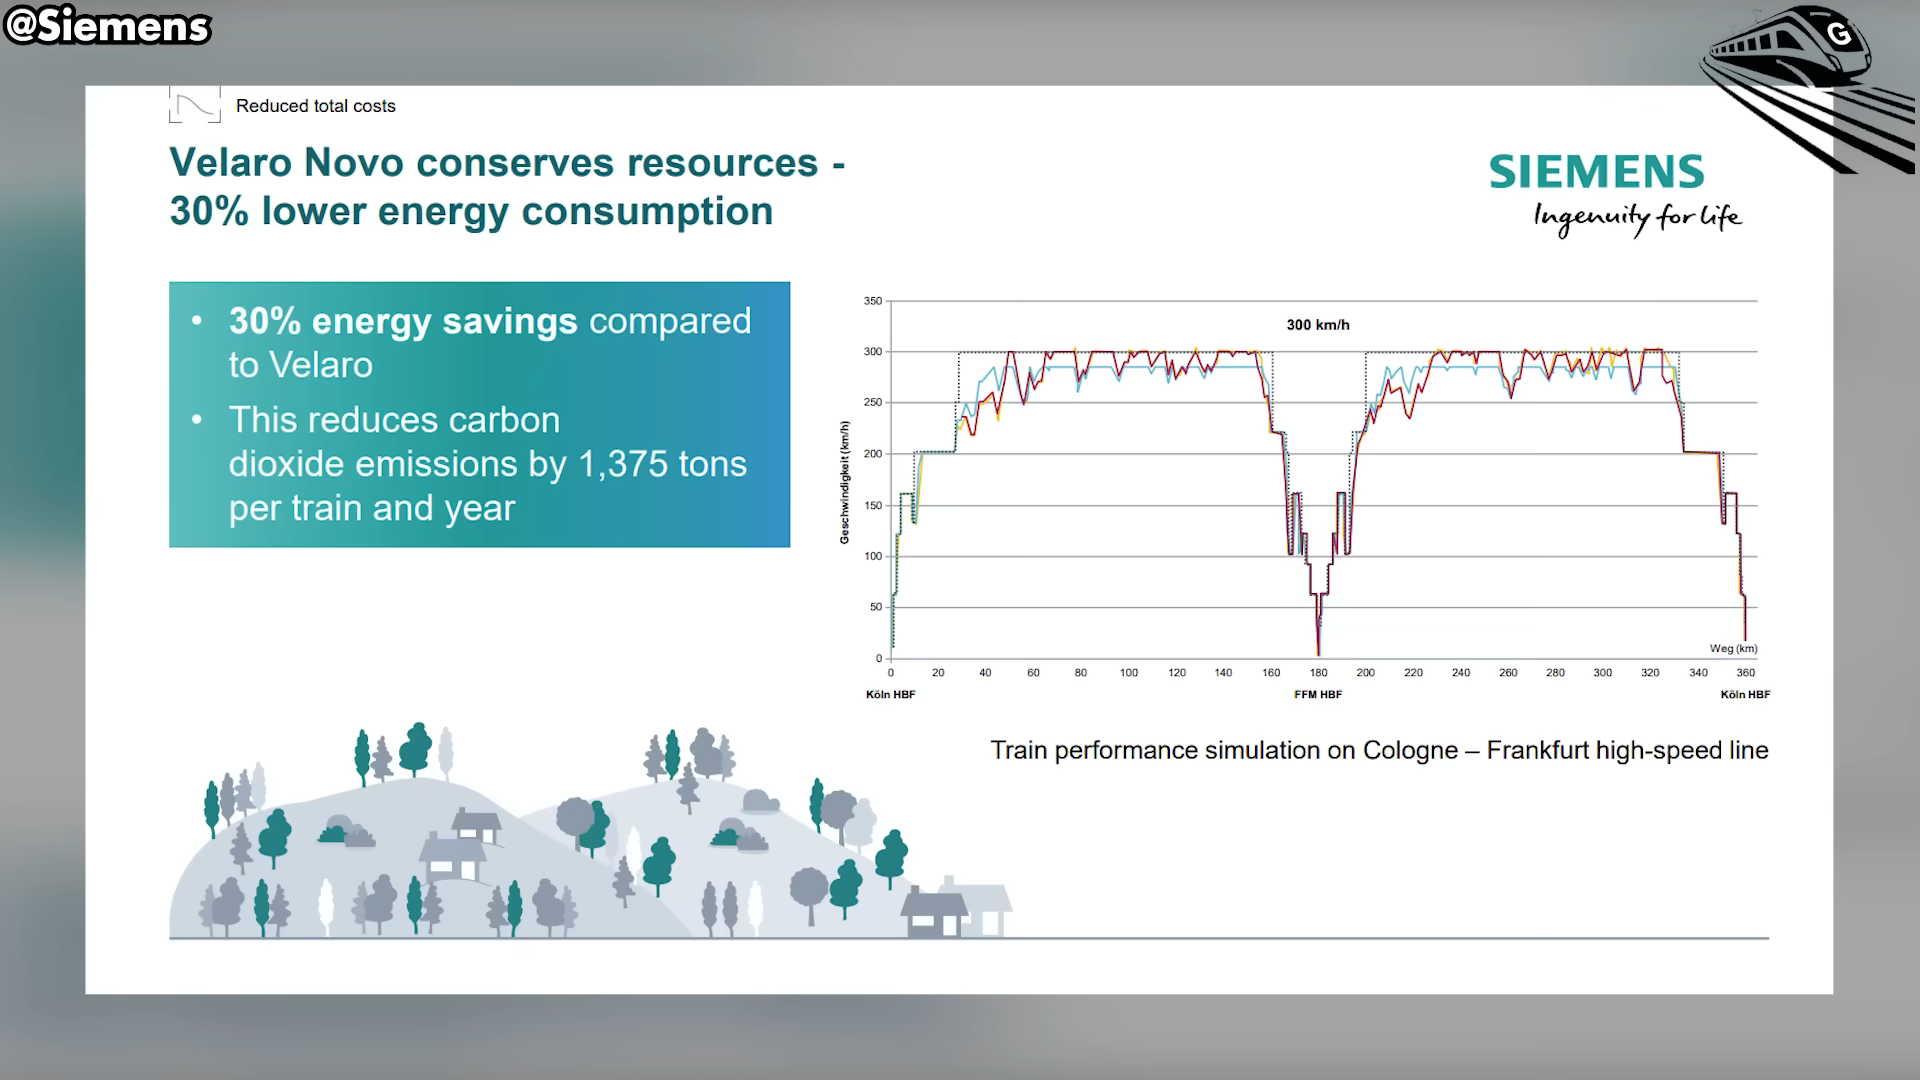 @Siemens
G
Reduced total costs
Velaro Novo conserves resources -
30% lower energy consumption
SIEMENS
Ingenuity for life
• 30% energy savings compared
to Velaro
• This reduces carbon
dioxide emissions by 1,375 tons
per train and year
300 km/h
Geschwindigkeit (km/h)
350
300
250
200
150
100
50
0
Weg (km)
0 20 40 60 80 100 120 140 160 180 200 220 240 260 280 300 320 340 360
Köln HBF FFM HBF Köln HBF
Train performance simulation on Cologne – Frankfurt high-speed line